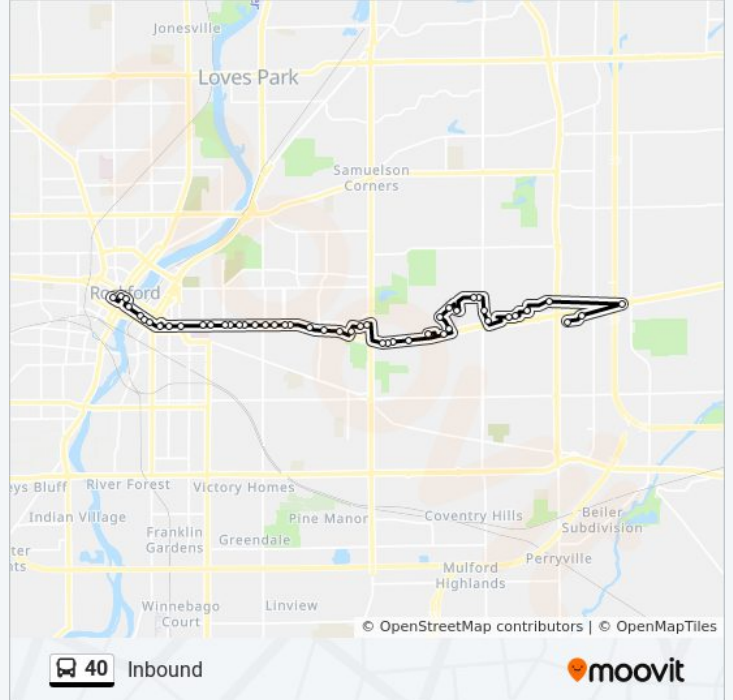 Jonesville
Loves Park
Samuelson
Corners
Rockford
eys Bluff
River Forest
Victory Homes
Indian Village
Pine Manor
Coventry Hills
Beiler
Subdivision
Franklin
Gardens
Greendale
ter
nts
Mulford
Highlands
Perryville
Winnebago
Court
Linview
© OpenStreetMap contributors | © OpenMapTiles
40 Inbound
moovit